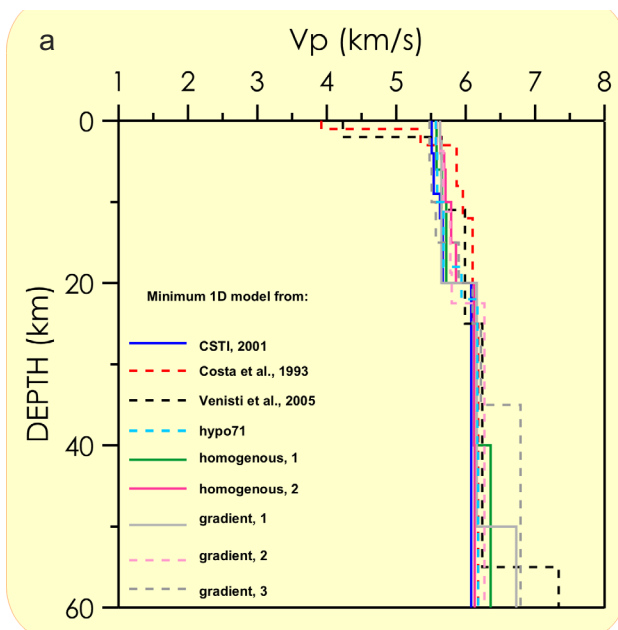 a
Vp (km/s)
1 2 3 4 5 6 7 8
0
20
40
60
DEPTH (km)
Minimum 1D model from:
CSTI, 2001
Costa et al., 1993
Venisti et al., 2005
hypo71
homogenous, 1
homogenous, 2
gradient, 1
gradient, 2
gradient, 3